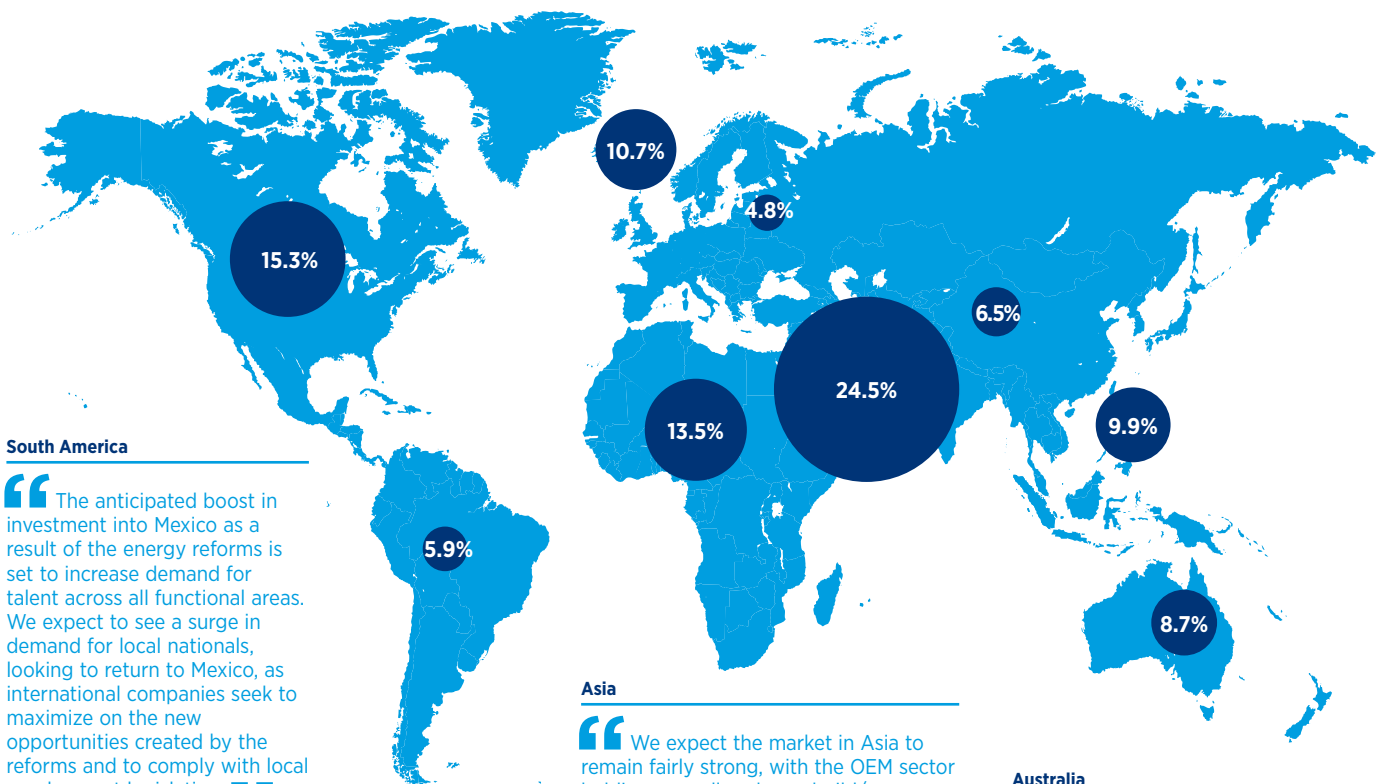 10.7%
4.8%
15.3%
6.5%
24.5%
13.5%
9.9%
5.9%
8.7%
South America
“ The anticipated boost in
investment into Mexico as a
result of the energy reforms is
set to increase demand for
talent across all functional areas.
We expect to see a surge in
demand for local nationals,
looking to return to Mexico, as
international companies seek to
maximize on the new
opportunities created by the
reforms and to comply with local
Asia
“ We expect the market in Asia to
remain fairly strong, with the OEM sector
Australia